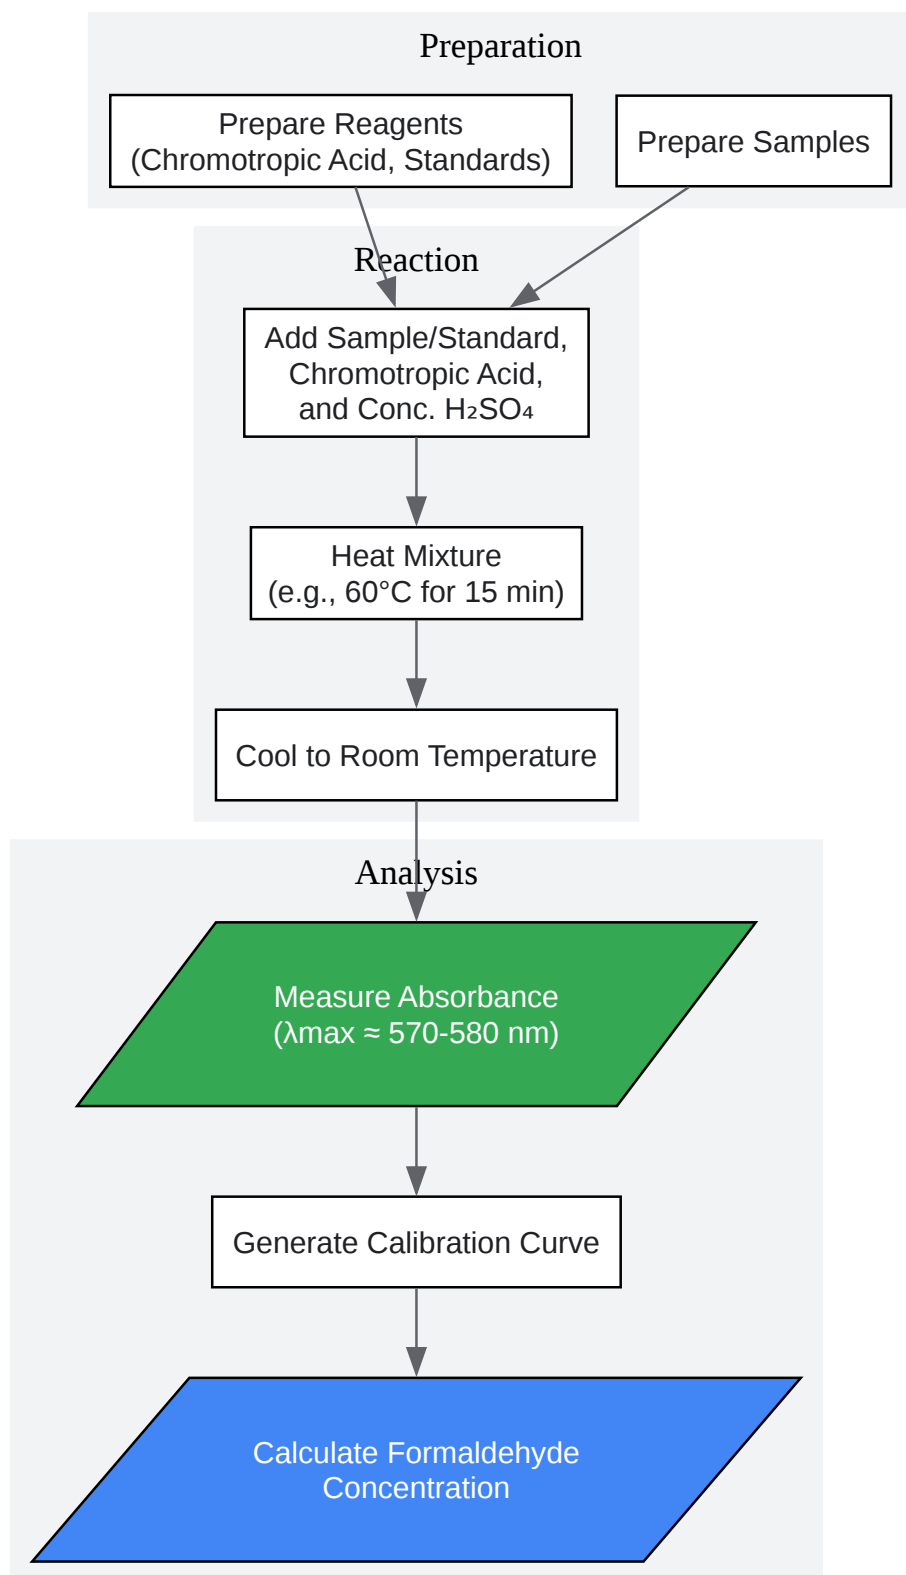 Preparation
Prepare Reagents
(Chromotropic Acid, Standards)
Prepare Samples
Reaction
Add Sample/Standard,
Chromotropic Acid,
and Conc. H₂SO₄
Heat Mixture
(e.g., 60°C for 15 min)
Cool to Room Temperature
Analysis
Measure Absorbance
(λmax ≈ 570-580 nm)
Generate Calibration Curve
Calculate Formaldehyde
Concentration